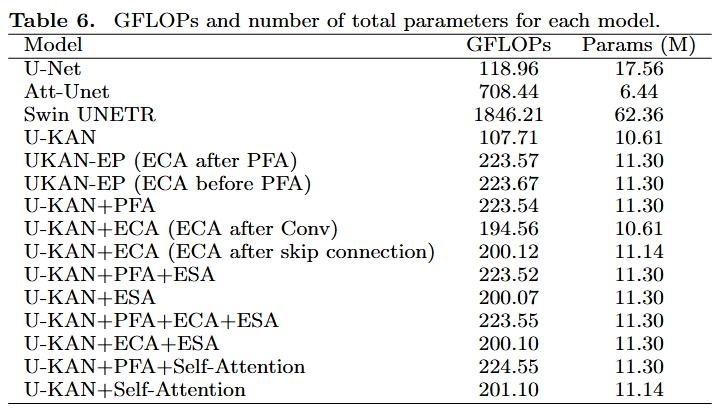 Table 6. GFLOPs and number of total parameters for each model.
Model GFLOPs Params (M)
U-Net 118.96 17.56
Att-Unet 708.44 6.44
Swin UNETR 1846.21 62.36
U-KAN 107.71 10.61
UKAN-EP (ECA after PFA) 223.57 11.30
UKAN-EP (ECA before PFA) 223.67 11.30
U-KAN+PFA 223.54 11.30
U-KAN+ECA (ECA after Conv) 194.56 10.61
U-KAN+ECA (ECA after skip connection) 200.12 11.14
U-KAN+PFA+ESA 223.52 11.30
U-KAN+ESA 200.07 11.30
U-KAN+PFA+ECA+ESA 223.55 11.30
U-KAN+ECA+ESA 200.10 11.30
U-KAN+PFA+Self-Attention 224.55 11.30
U-KAN+Self-Attention 201.10 11.14